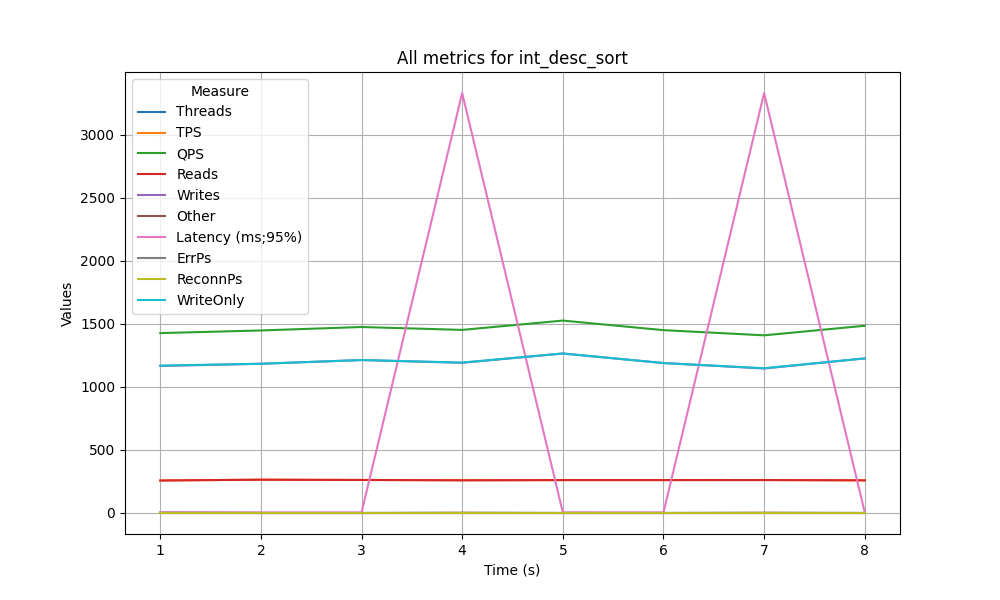 All metrics for int_desc_sort
Measure
Threads
TPS
QPS
Reads
Writes
Other
Latency (ms;95%)
ErrPs
ReconnPs
WriteOnly
Values
3000
2500
2000
1500
1000
500
0
1 2 3 4 5 6 7 8
Time (s)